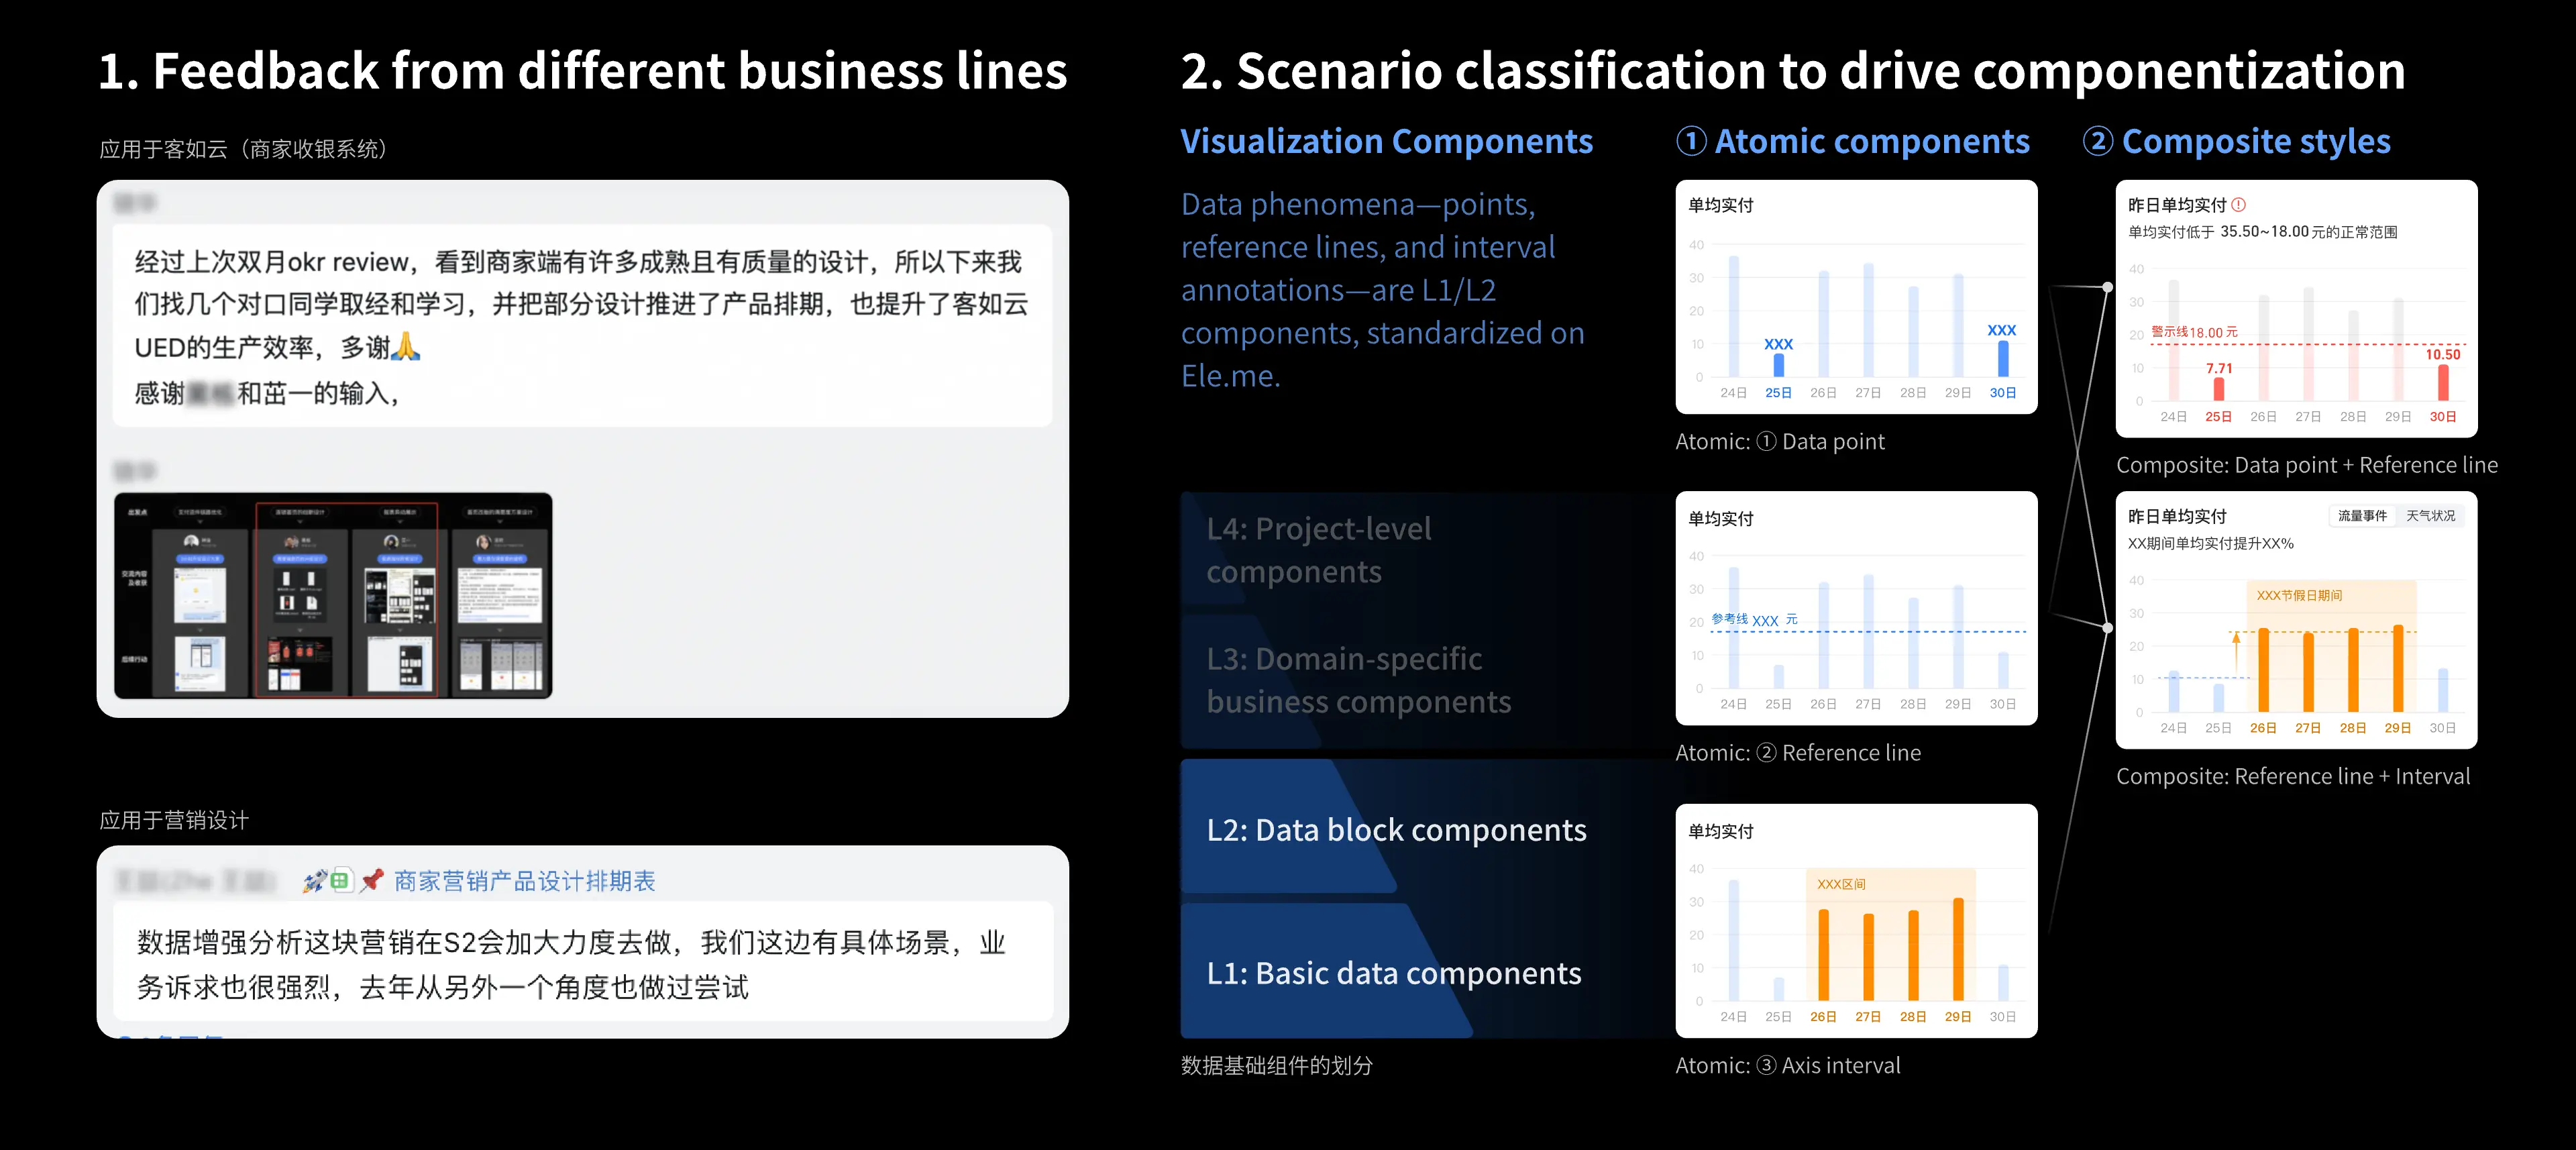 1. Feedback from different business lines
应用于客如云（商家收银系统）
经过上次双月okr review，看到商家端有许多成熟且有质量的设计，所以下来我
们找几个对口同学取经和学习，并把部分设计推进了产品排期，也提升了客如云
UED的生产效率，多谢🙏
感谢 和茁一的输入，
出发点
交流内容
及收获
后续行动
应用于营销设计
🚀 📌 商家营销产品设计排期表
数据增强分析这块营销在S2会加大力度去做，我们这边有具体场景，业
务诉求也很强烈，去年从另外一个角度也做过尝试
2. Scenario classification to drive componentization
Visualization Components
Data phenomena—points,
reference lines, and interval
annotations—are L1/L2
components, standardized on
Ele.me.
L4: Project-level
components
L3: Domain-specific
business components
L2: Data block components
L1: Basic data components
数据基础组件的划分
① Atomic components
单均实付
40
30
20
10
0
XXX
XXX
24日 25日 26日 27日 28日 29日 30日
Atomic: ① Data point
单均实付
40
30
20
10
0
参考线 XXX 元
24日 25日 26日 27日 28日 29日 30日
Atomic: ② Reference line
单均实付
40
30
20
10
0
XXX区间
24日 25日 26日 27日 28日 29日 30日
Atomic: ③ Axis interval
② Composite styles
昨日单均实付
单均实付低于 35.50~18.00 元的正常范围
40
30
20
10
0
警示线18.00 元
7.71
10.50
24日 25日 26日 27日 28日 29日 30日
Composite: Data point + Reference line
昨日单均实付 流量事件 天气状况
XX期间单均实付提升XX%
40
30
20
10
0
XXX节假日期间
24日 25日 26日 27日 28日 29日 30日
Composite: Reference line + Interval